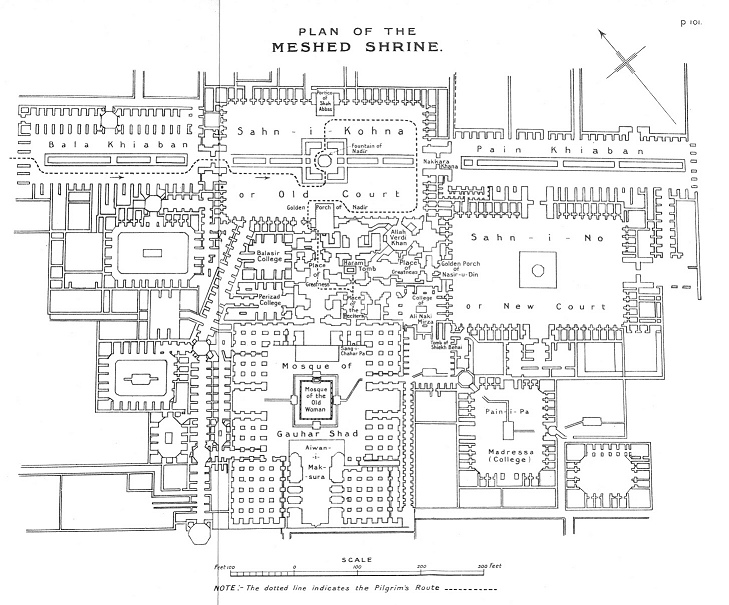 p 101.
PLAN OF THE
MESHED SHRINE.
Portico
of
Shah
Abbas
Sahn-i-Kohna
Bala Khiaban
Fountain of
Nadir
Pain Khiaban
Nakkara
Khana
or Old Court
Golden Porch of Nadir
Allah
Verdi
Khan
Sahn-i-No
Balasir
College
Place
of
Greatness
Haram
Tomb
Place
of
Greatness
Golden Porch
of
Nasir-u-Din
Perizad
College
Place
of
the
Reciters
College
of
Ali Naki
Mirza
or New Court
Tomb of
Shiekh Bahai
Sang-i-
Chahar Pa
Mosque of
Mosque
of the
Old
Woman
Pain-i-Pa
Gauhar Shad
Aiwan-
-i-
Mak-
-sura
Madressa
(College)
SCALE
Feet 100 0 100 200 300 Feet
NOTE:- The dotted line indicates the Pilgrim's Route